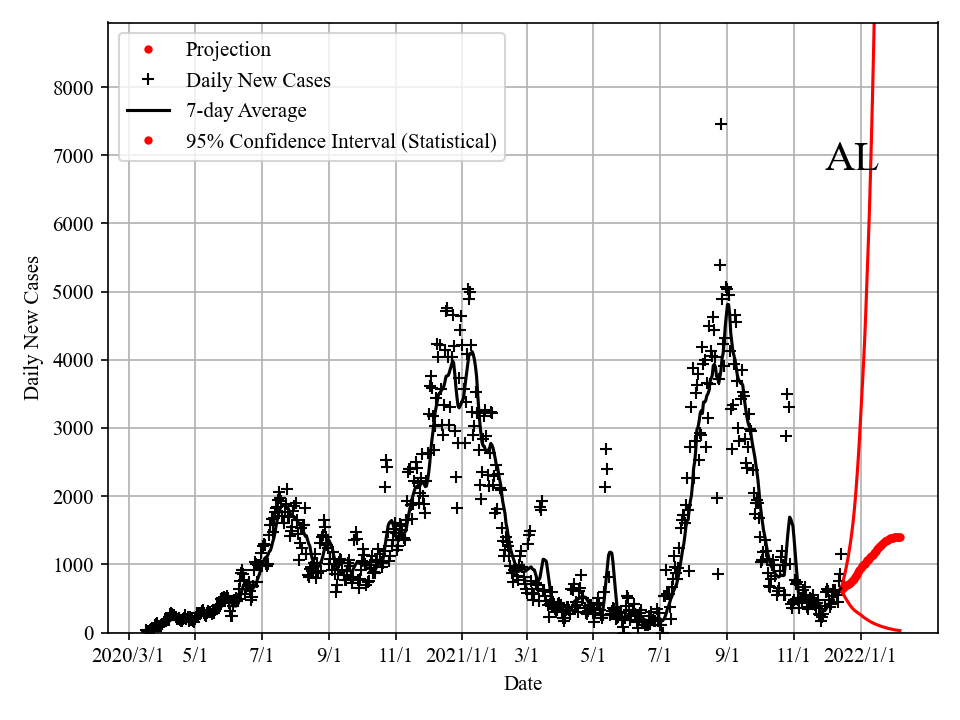 Projection
Daily New Cases
7-day Average
95% Confidence Interval (Statistical)
AL
Daily New Cases
8000
7000
6000
5000
4000
3000
2000
1000
0
2020/3/1 5/1 7/1 9/1 11/1 2021/1/1 3/1 5/1 7/1 9/1 11/1 2022/1/1
Date